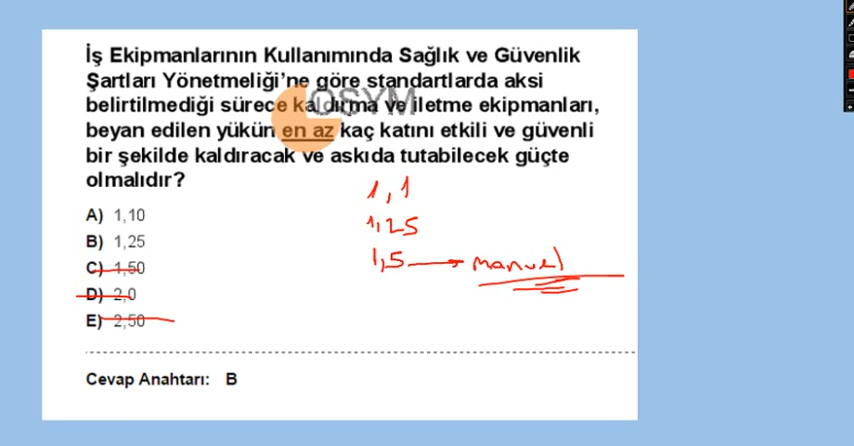 İş Ekipmanlarının Kullanımında Sağlık ve Güvenlik
Şartları Yönetmeliği'ne göre standartlarda aksi
belirtilmediği sürece kaldırma ve iletme ekipmanları,
beyan edilen yükün en az kaç katını etkili ve güvenli
bir şekilde kaldıracak ve askıda tutabilecek güçte
olmalıdır?
A) 1,10
B) 1,25
C) 1,50
D) 2,0
E) 2,50
1,1
1,25
1,5 → manuel
Cevap Anahtarı: B
ÖSYM